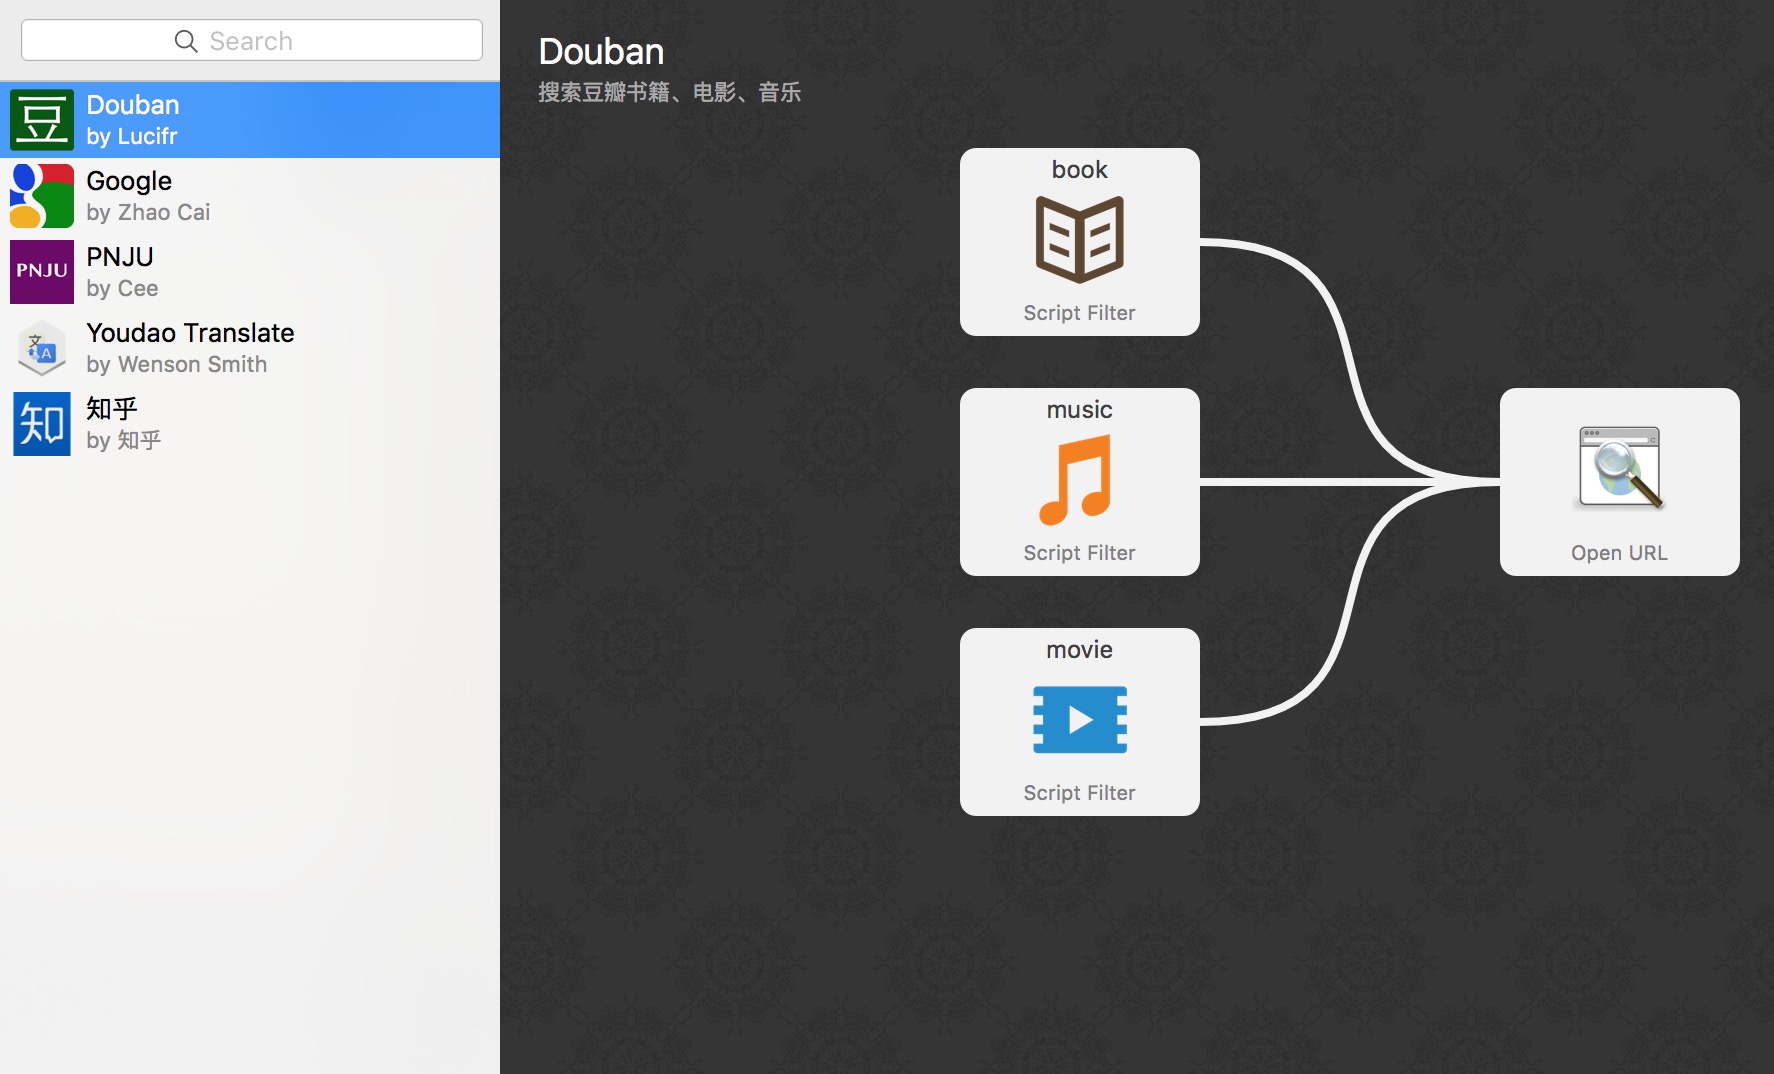 Search
豆
Douban
by Lucifr
Google
by Zhao Cai
PNJU
PNJU
by Cee
文
A
Youdao Translate
by Wenson Smith
知
知乎
by 知乎
Douban
搜索豆瓣书籍、电影、音乐
book
Script Filter
music
Script Filter
movie
Script Filter
Open URL